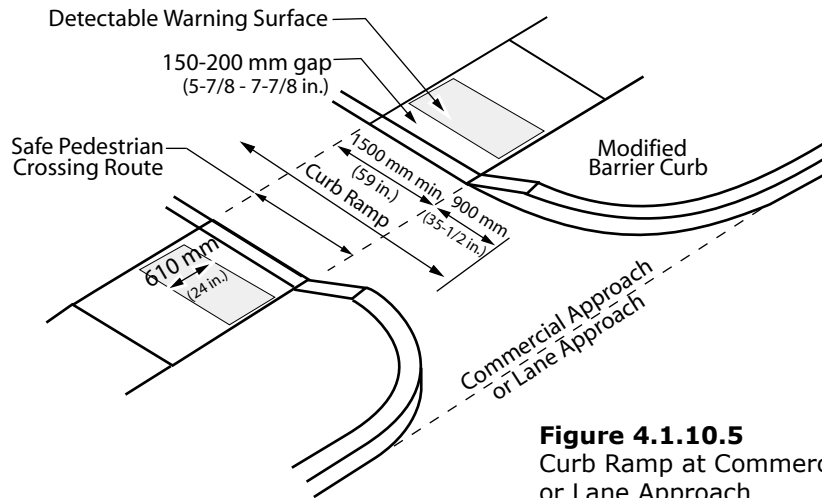 Detectable Warning Surface
150-200 mm gap
(5-7/8 - 7-7/8 in.)
Safe Pedestrian
Crossing Route
1500 mm min.
(59 in.)
Curb Ramp
900 mm
(35-1/2 in.)
Modified
Barrier Curb
610 mm
(24 in.)
Commercial Approach
or Lane Approach
Figure 4.1.10.5
Curb Ramp at Commerc
or Lane Approach